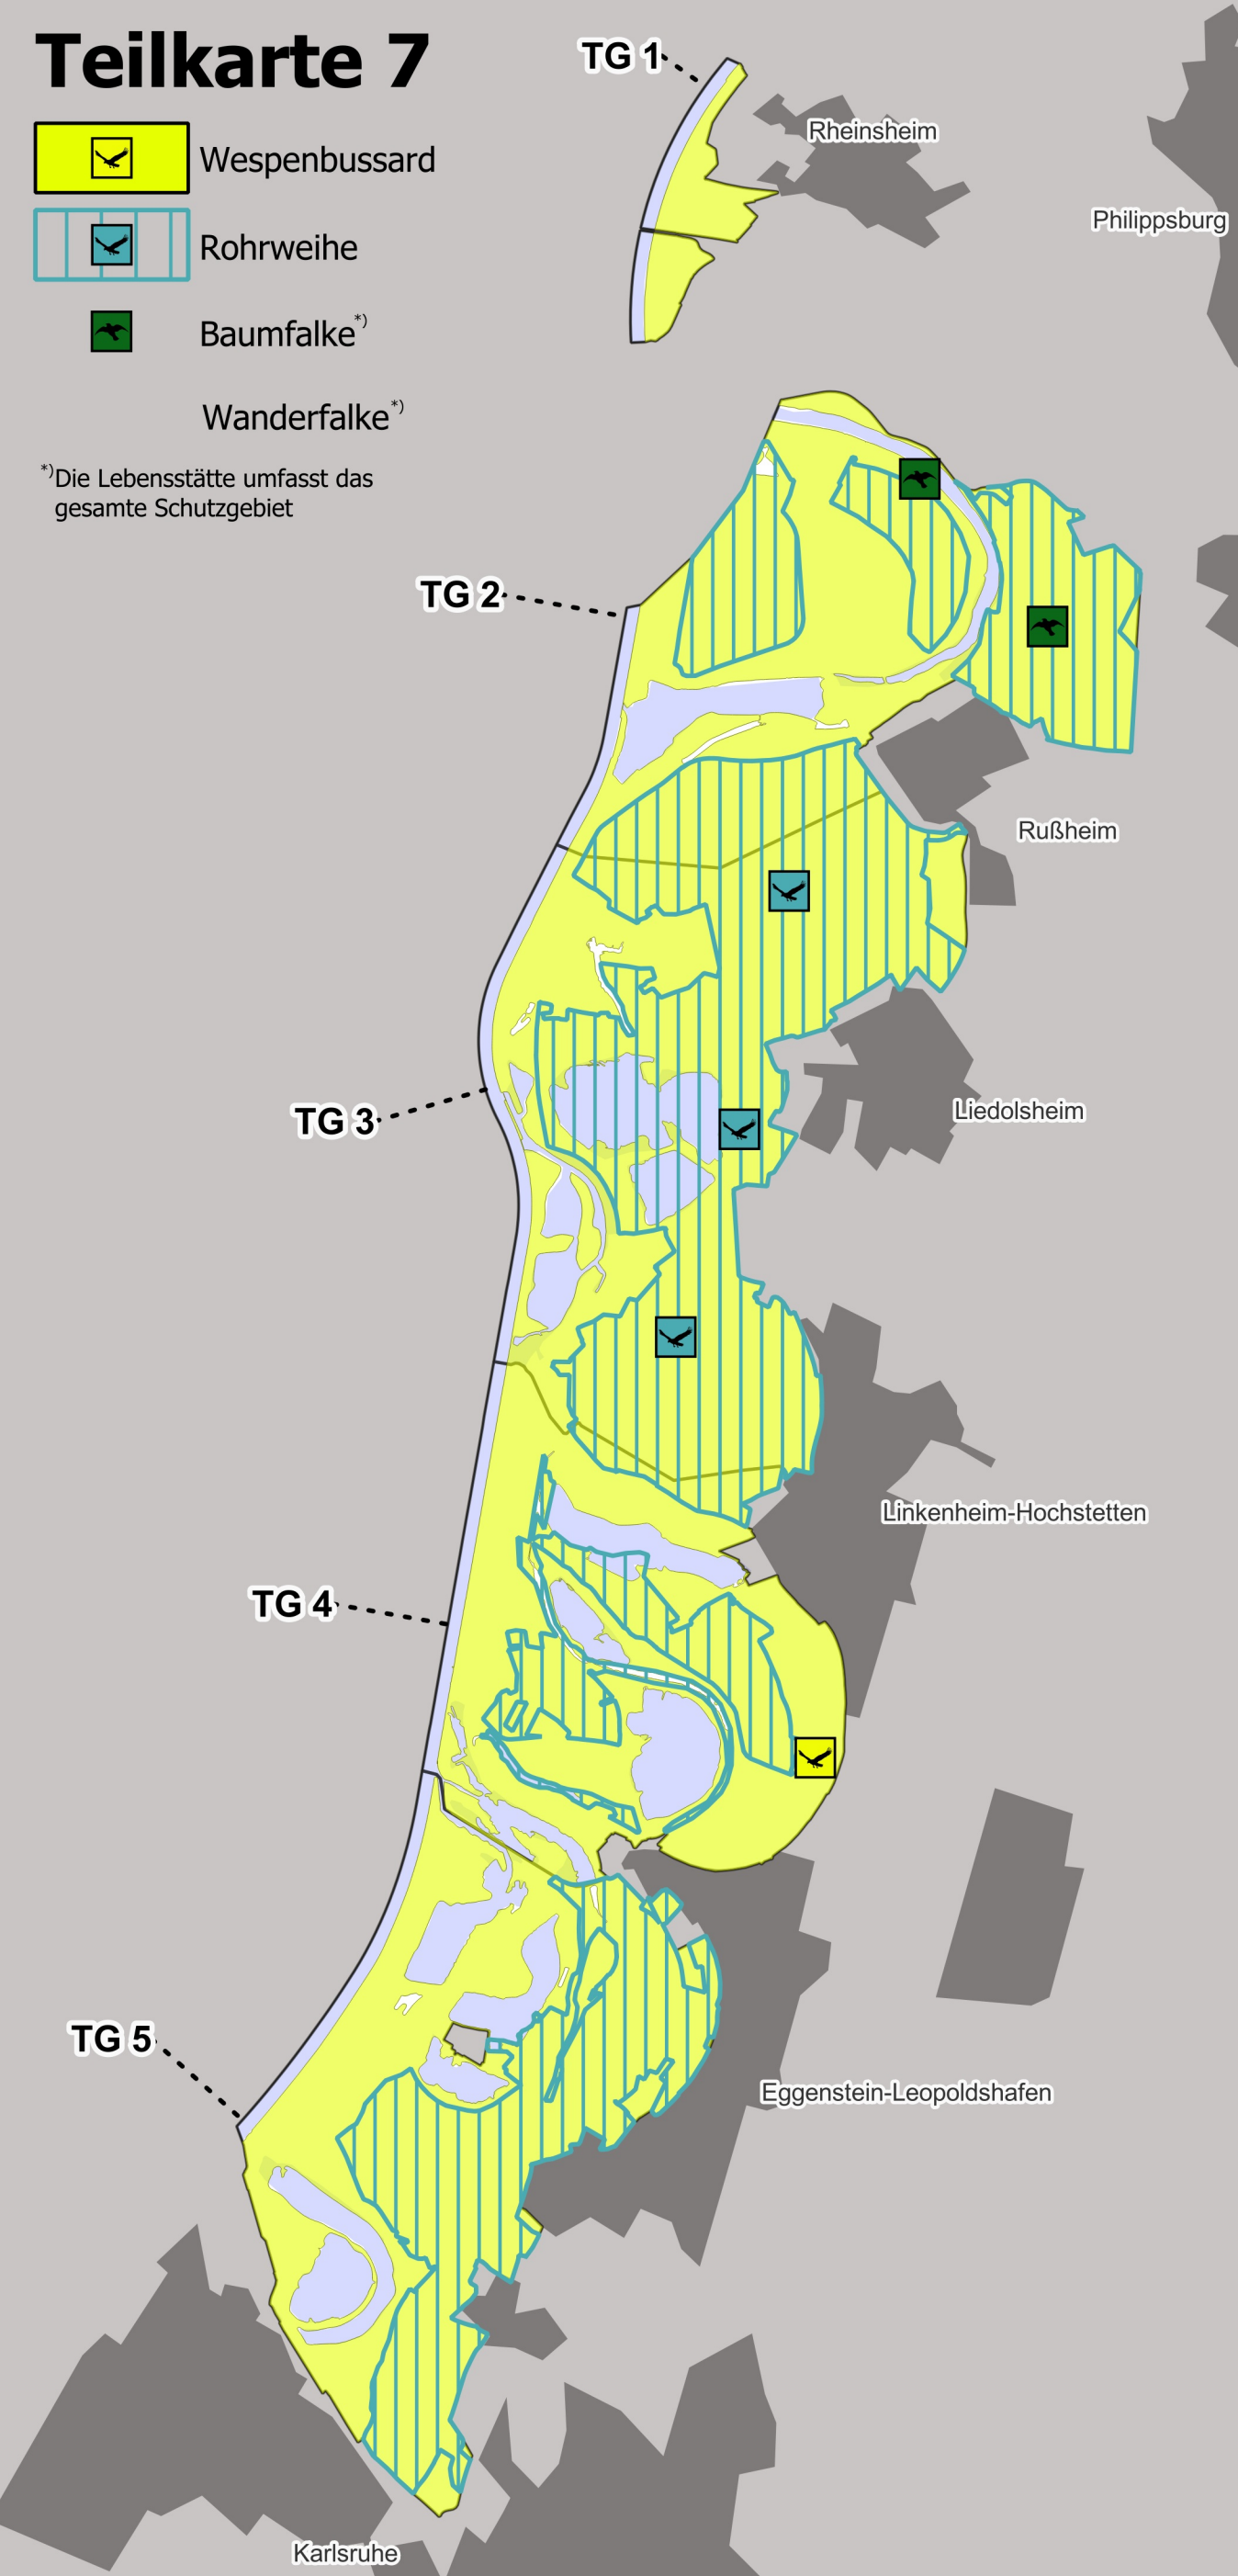 Teilkarte 7
Wespenbussard
Rohrweihe
Baumfalke*)
Wanderfalke*)
*)Die Lebensstätte umfasst das
gesamte Schutzgebiet
TG 1
Rheinsheim
Philippsburg
TG 2
Rußheim
TG 3
Liedolsheim
Linkenheim-Hochstetten
TG 4
TG 5
Eggenstein-Leopoldshafen
Karlsruhe